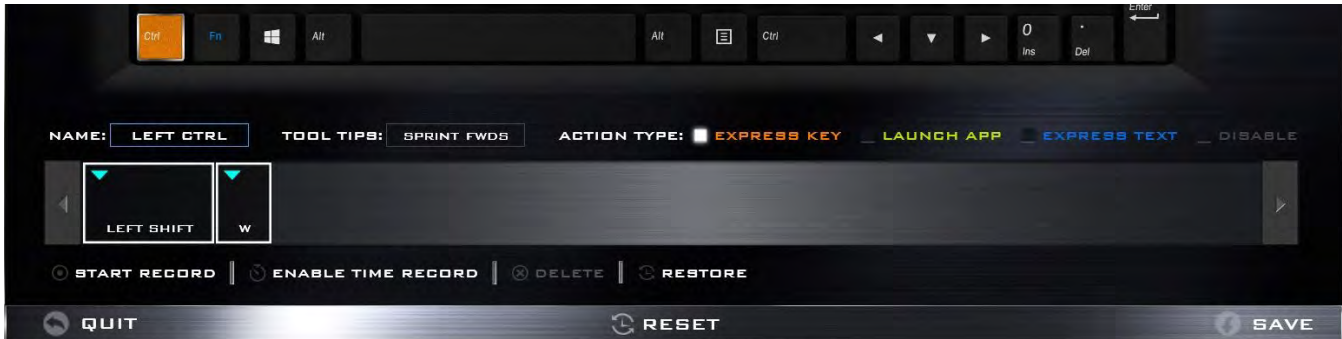 Enter
Ctrl Fn Alt Alt Ctrl 0 .
Ins Del
NAME: LEFT CTRL TOOL TIPS: SPRINT FWDS ACTION TYPE: EXPRESS KEY LAUNCH APP EXPRESS TEXT DISABLE
LEFT SHIFT W
START RECORD ENABLE TIME RECORD DELETE RESTORE
QUIT RESET SAVE